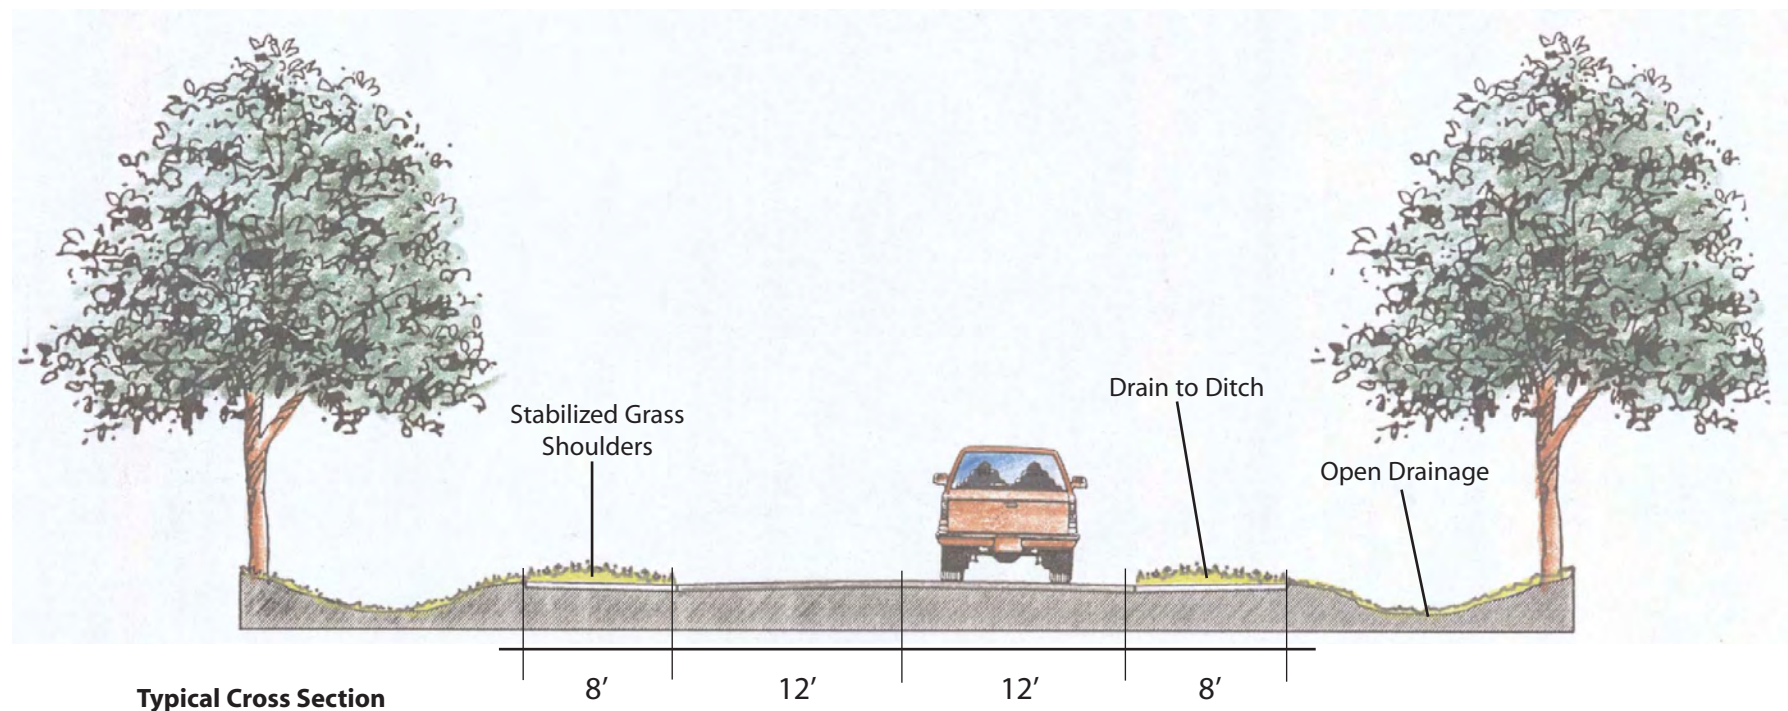 Drain to Ditch
Stabilized Grass
Shoulders
Open Drainage
8’
12’
12’
8’
Typical Cross Section